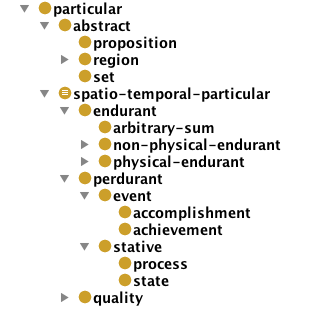 particular
abstract
proposition
region
set
spatio-temporal-particular
endurant
arbitrary-sum
non-physical-endurant
physical-endurant
perdurant
event
accomplishment
achievement
stative
process
state
quality